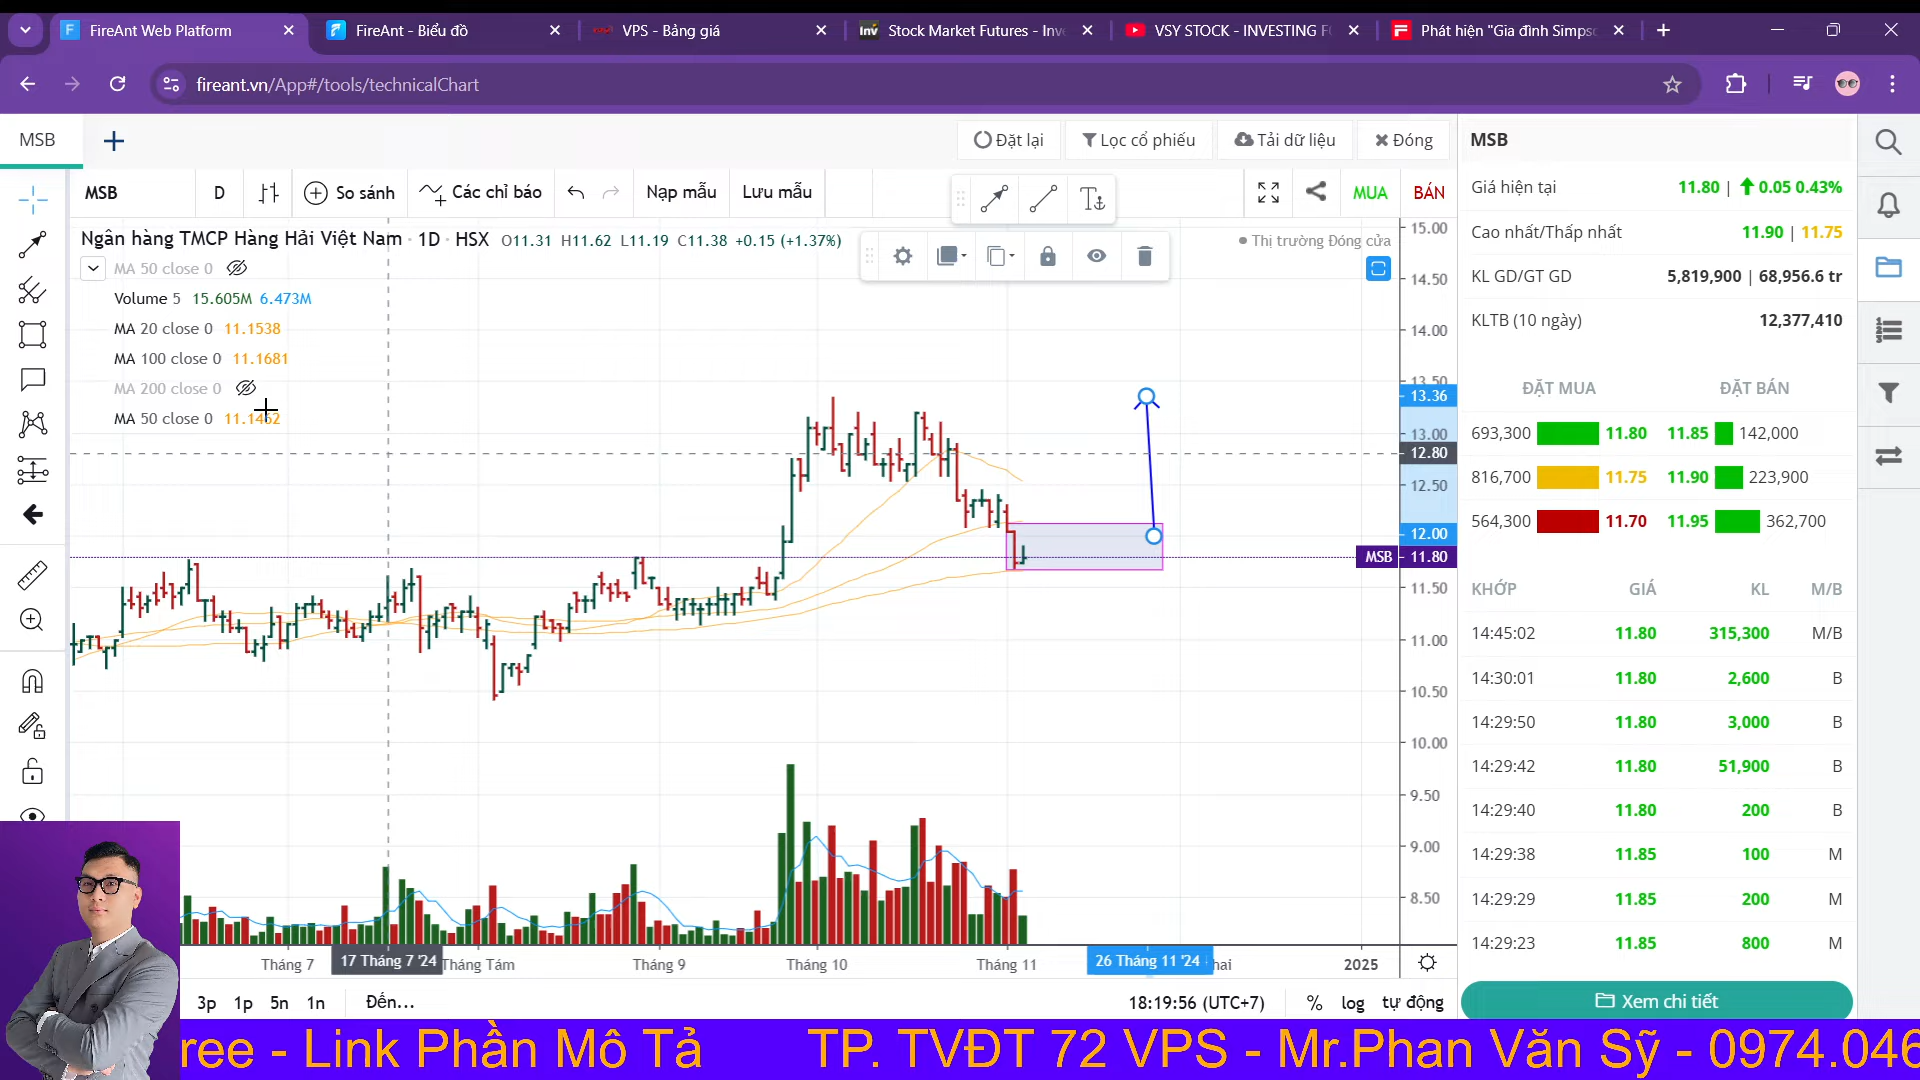 FireAnt Web Platform
FireAnt - Biểu đồ
VPS - Bảng giá
Stock Market Futures - Inve
VSY STOCK - INVESTING F
Phát hiện "Gia đình Simps
fireant.vn/App#/tools/technicalChart
MSB
Đặt lại
Lọc cổ phiếu
Tải dữ liệu
Đóng
MSB
D
So sánh
Các chỉ báo
Nạp mẫu
Lưu mẫu
MUA
BÁN
Ngân hàng TMCP Hàng Hải Việt Nam · 1D · HSX O11.31 H11.62 L11.19 C11.38 +0.15 (+1.37%)
Thị trường Đóng cửa
MA 50 close 0
Volume 5 15.605M 6.473M
MA 20 close 0 11.1538
MA 100 close 0 11.1681
MA 200 close 0
MA 50 close 0 11.1462
15.00
14.50
14.00
13.50
13.36
13.00
12.80
12.50
12.00
MSB 11.80
11.50
11.00
10.50
10.00
9.50
9.00
8.50
Tháng 7
17 Tháng 7 '24
Tháng Tám
Tháng 9
Tháng 10
Tháng 11
26 Tháng 11 '24
hai
2025
3p 1p 5n 1n Đến...
18:19:56 (UTC+7) % log tự động
MSB
Giá hiện tại 11.80 | 0.05 0.43%
Cao nhất/Thấp nhất 11.90 | 11.75
KL GD/GT GD 5,819,900 | 68,956.6 tr
KLTB (10 ngày) 12,377,410
ĐẶT MUA ĐẶT BÁN
693,300 11.80 11.85 142,000
816,700 11.75 11.90 223,900
564,300 11.70 11.95 362,700
KHỚP GIÁ KL M/B
14:45:02 11.80 315,300 M/B
14:30:01 11.80 2,600 B
14:29:50 11.80 3,000 B
14:29:42 11.80 51,900 B
14:29:40 11.80 200 B
14:29:38 11.85 100 M
14:29:29 11.85 200 M
14:29:23 11.85 800 M
Xem chi tiết
ree - Link Phần Mô Tả TP. TVĐT 72 VPS - Mr.Phan Văn Sỹ - 0974.046